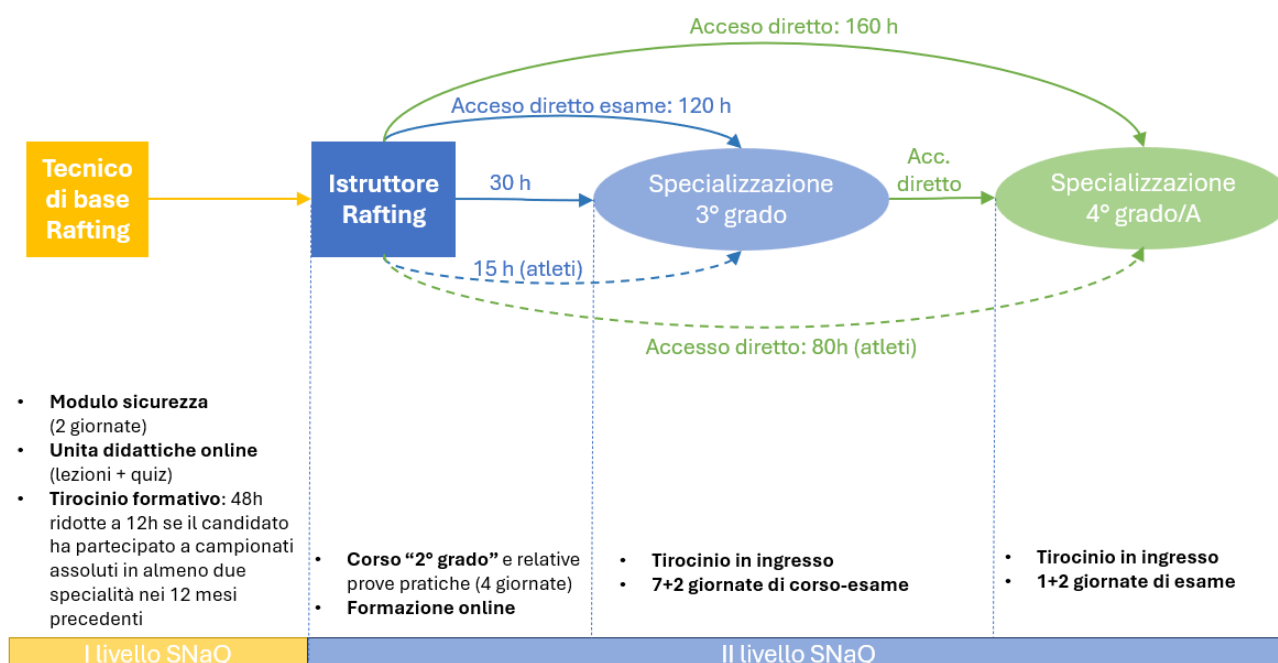 Acceso diretto: 160 h
Acceso diretto esame: 120 h
Tecnico
di base
Rafting
Istruttore
Rafting
30 h
Specializzazione
3° grado
Acc.
diretto
Specializzazione
4° grado/A
15 h (atleti)
Accesso diretto: 80h (atleti)
• Modulo sicurezza
(2 giornate)
• Unita didattiche online
(lezioni + quiz)
• Tirocinio formativo: 48h
ridotte a 12h se il candidato
ha partecipato a campionati
assoluti in almeno due
specialità nei 12 mesi
precedenti
• Corso “2° grado” e relative
prove pratiche (4 giornate)
• Formazione online
• Tirocinio in ingresso
• 7+2 giornate di corso-esame
• Tirocinio in ingresso
• 1+2 giornate di esame
I livello SNaQ
II livello SNaQ